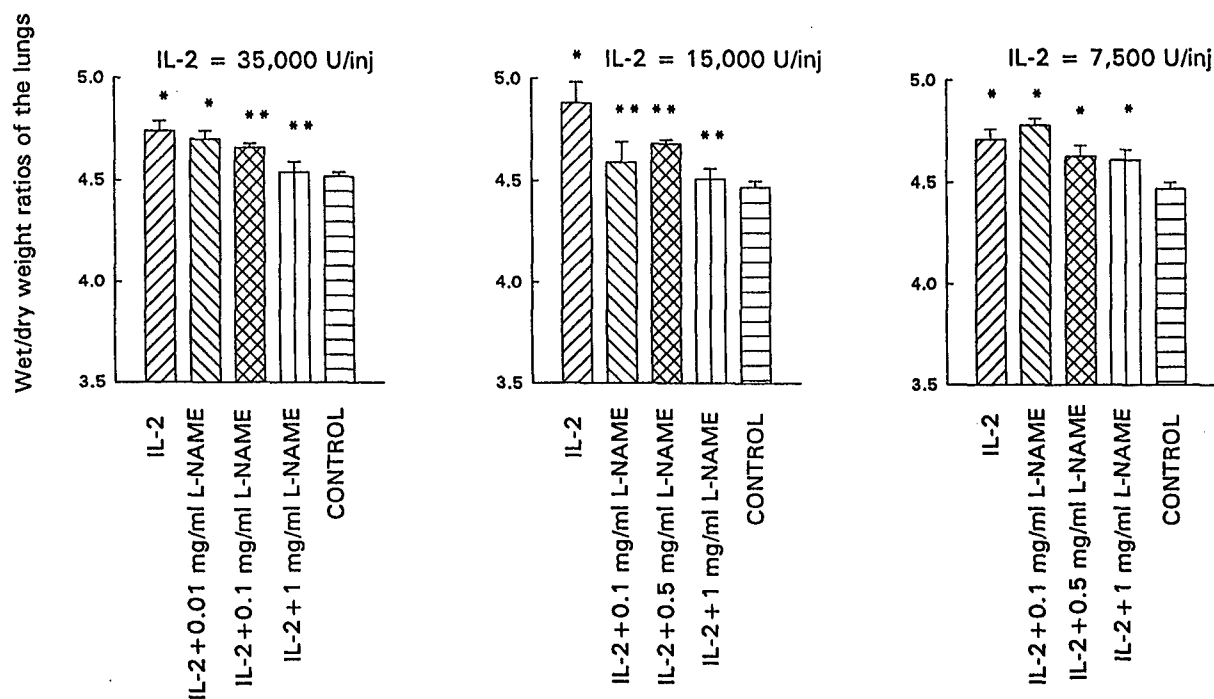 Wet/dry weight ratios of the lungs
IL-2 = 35,000 U/inj
5.0
4.5
4.0
3.5
* * ** **
IL-2
IL-2+0.01 mg/ml L-NAME
IL-2+0.1 mg/ml L-NAME
IL-2+1 mg/ml L-NAME
CONTROL
IL-2 = 15,000 U/inj
5.0
4.5
4.0
3.5
* ** ** **
IL-2
IL-2+0.1 mg/ml L-NAME
IL-2+0.5 mg/ml L-NAME
IL-2+1 mg/ml L-NAME
CONTROL
IL-2 = 7,500 U/inj
5.0
4.5
4.0
3.5
* * * *
IL-2
IL-2+0.1 mg/ml L-NAME
IL-2+0.5 mg/ml L-NAME
IL-2+1 mg/ml L-NAME
CONTROL